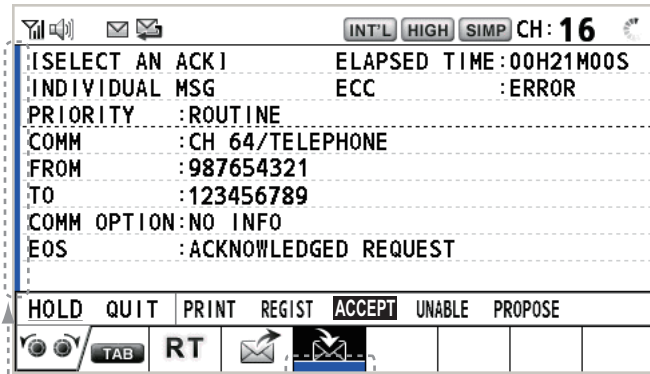 INT'L HIGH SIMP CH: 16
[SELECT AN ACK] ELAPSED TIME:00H21M00S
INDIVIDUAL MSG ECC :ERROR
PRIORITY :ROUTINE
COMM :CH 64/TELEPHONE
FROM :987654321
TO :123456789
COMM OPTION:NO INFO
EOS :ACKNOWLEDGED REQUEST
HOLD QUIT PRINT REGIST ACCEPT UNABLE PROPOSE
TAB RT